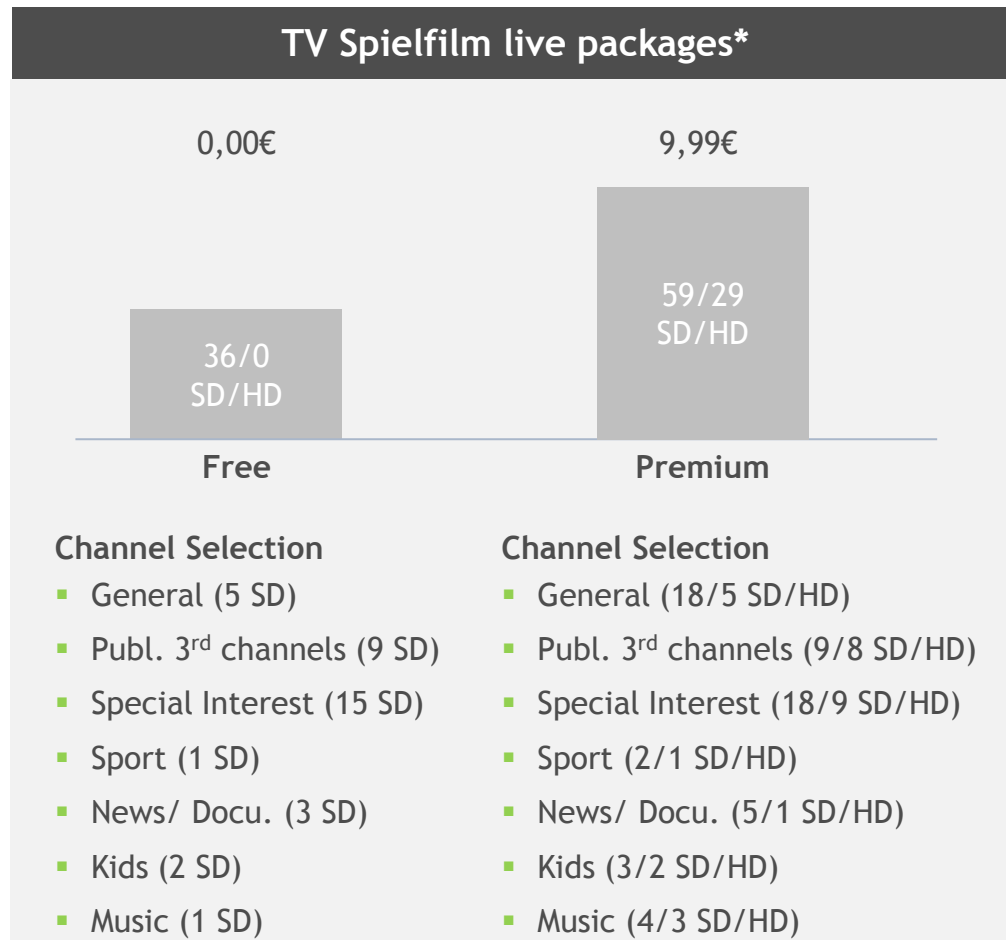 TV Spielfilm live packages*
0,00€
9,99€
36/0
SD/HD
59/29
SD/HD
Free
Premium
Channel Selection
▪ General (5 SD)
▪ Publ. 3rd channels (9 SD)
▪ Special Interest (15 SD)
▪ Sport (1 SD)
▪ News/ Docu. (3 SD)
▪ Kids (2 SD)
▪ Music (1 SD)
Channel Selection
▪ General (18/5 SD/HD)
▪ Publ. 3rd channels (9/8 SD/HD)
▪ Special Interest (18/9 SD/HD)
▪ Sport (2/1 SD/HD)
▪ News/ Docu. (5/1 SD/HD)
▪ Kids (3/2 SD/HD)
▪ Music (4/3 SD/HD)